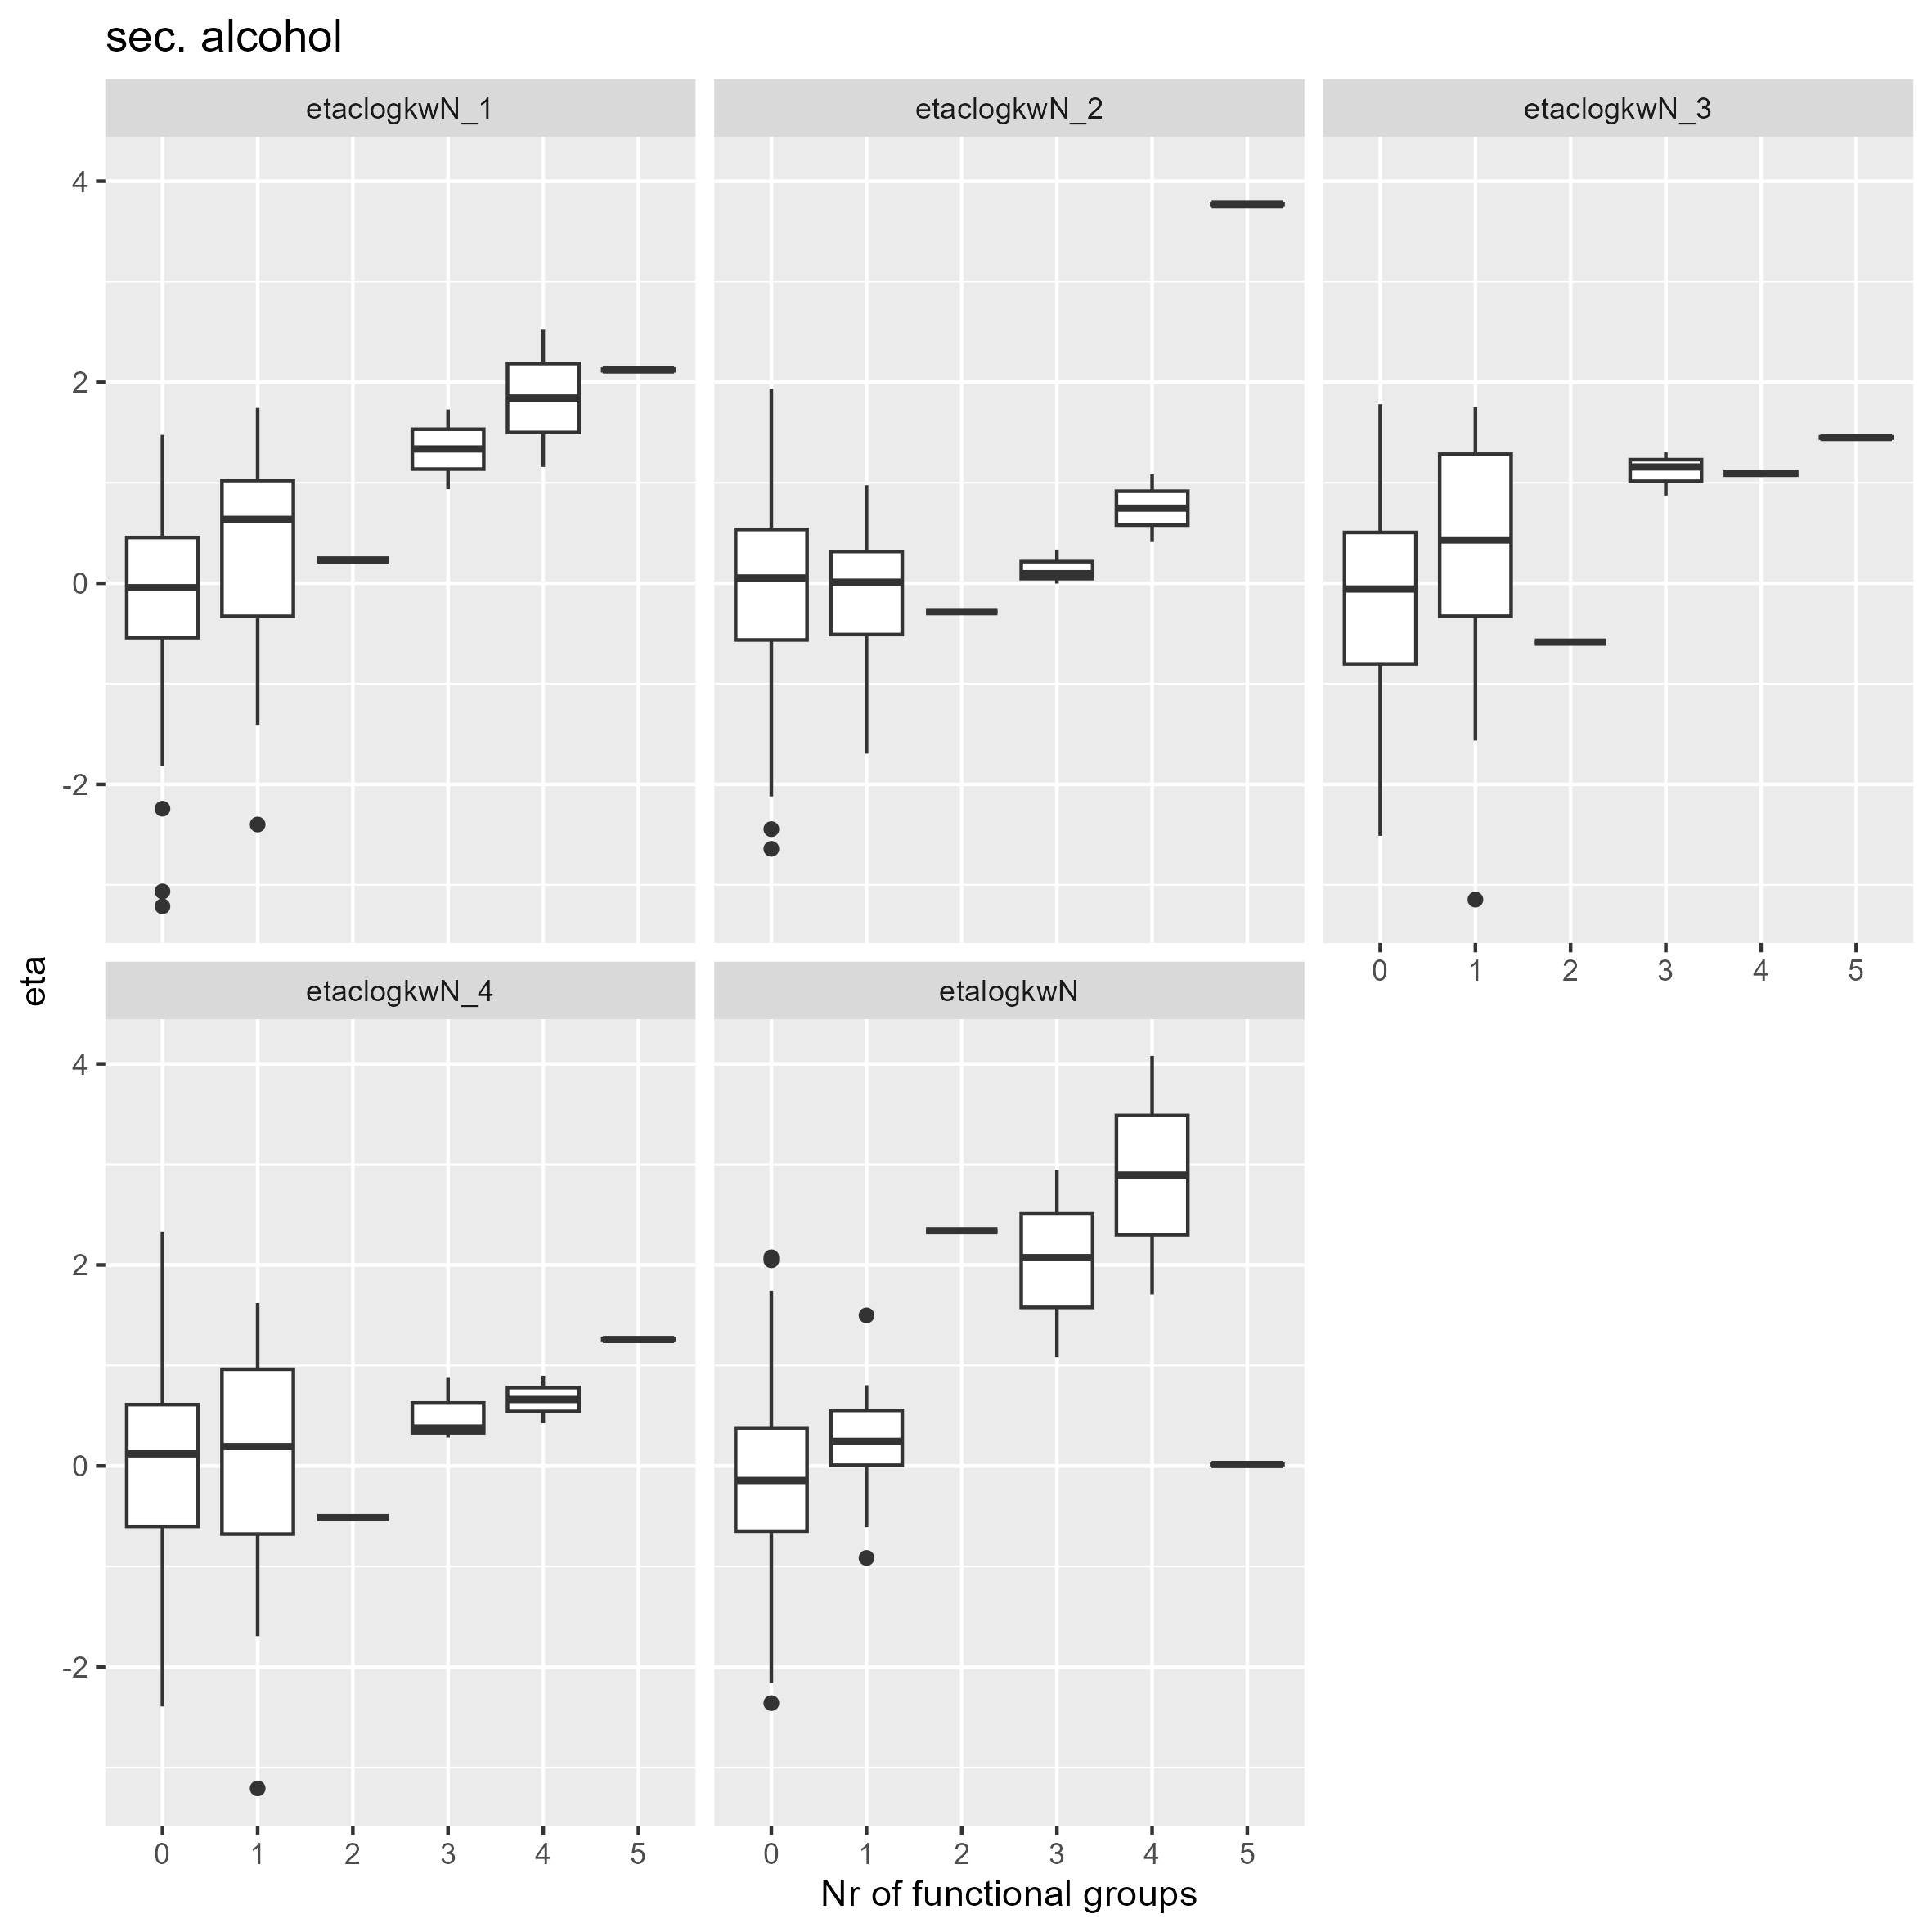 sec. alcohol
etaclogkwN_1
etaclogkwN_2
etaclogkwN_3
4
2
0
-2
0 1 2 3 4 5
eta
etaclogkwN_4
etalogkwN
4
2
0
-2
0 1 2 3 4 5
0 1 2 3 4 5
Nr of functional groups